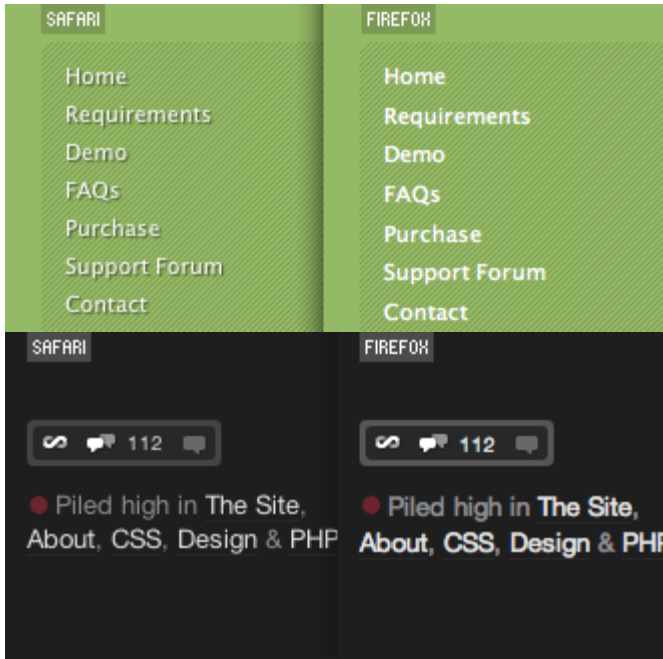 SAFARI
Home
Requirements
Demo
FAQs
Purchase
Support Forum
Contact
FIREFOX
Home
Requirements
Demo
FAQs
Purchase
Support Forum
Contact
SAFARI
112
Piled high in The Site,
About, CSS, Design & PHP
FIREFOX
112
Piled high in The Site,
About, CSS, Design & PHP